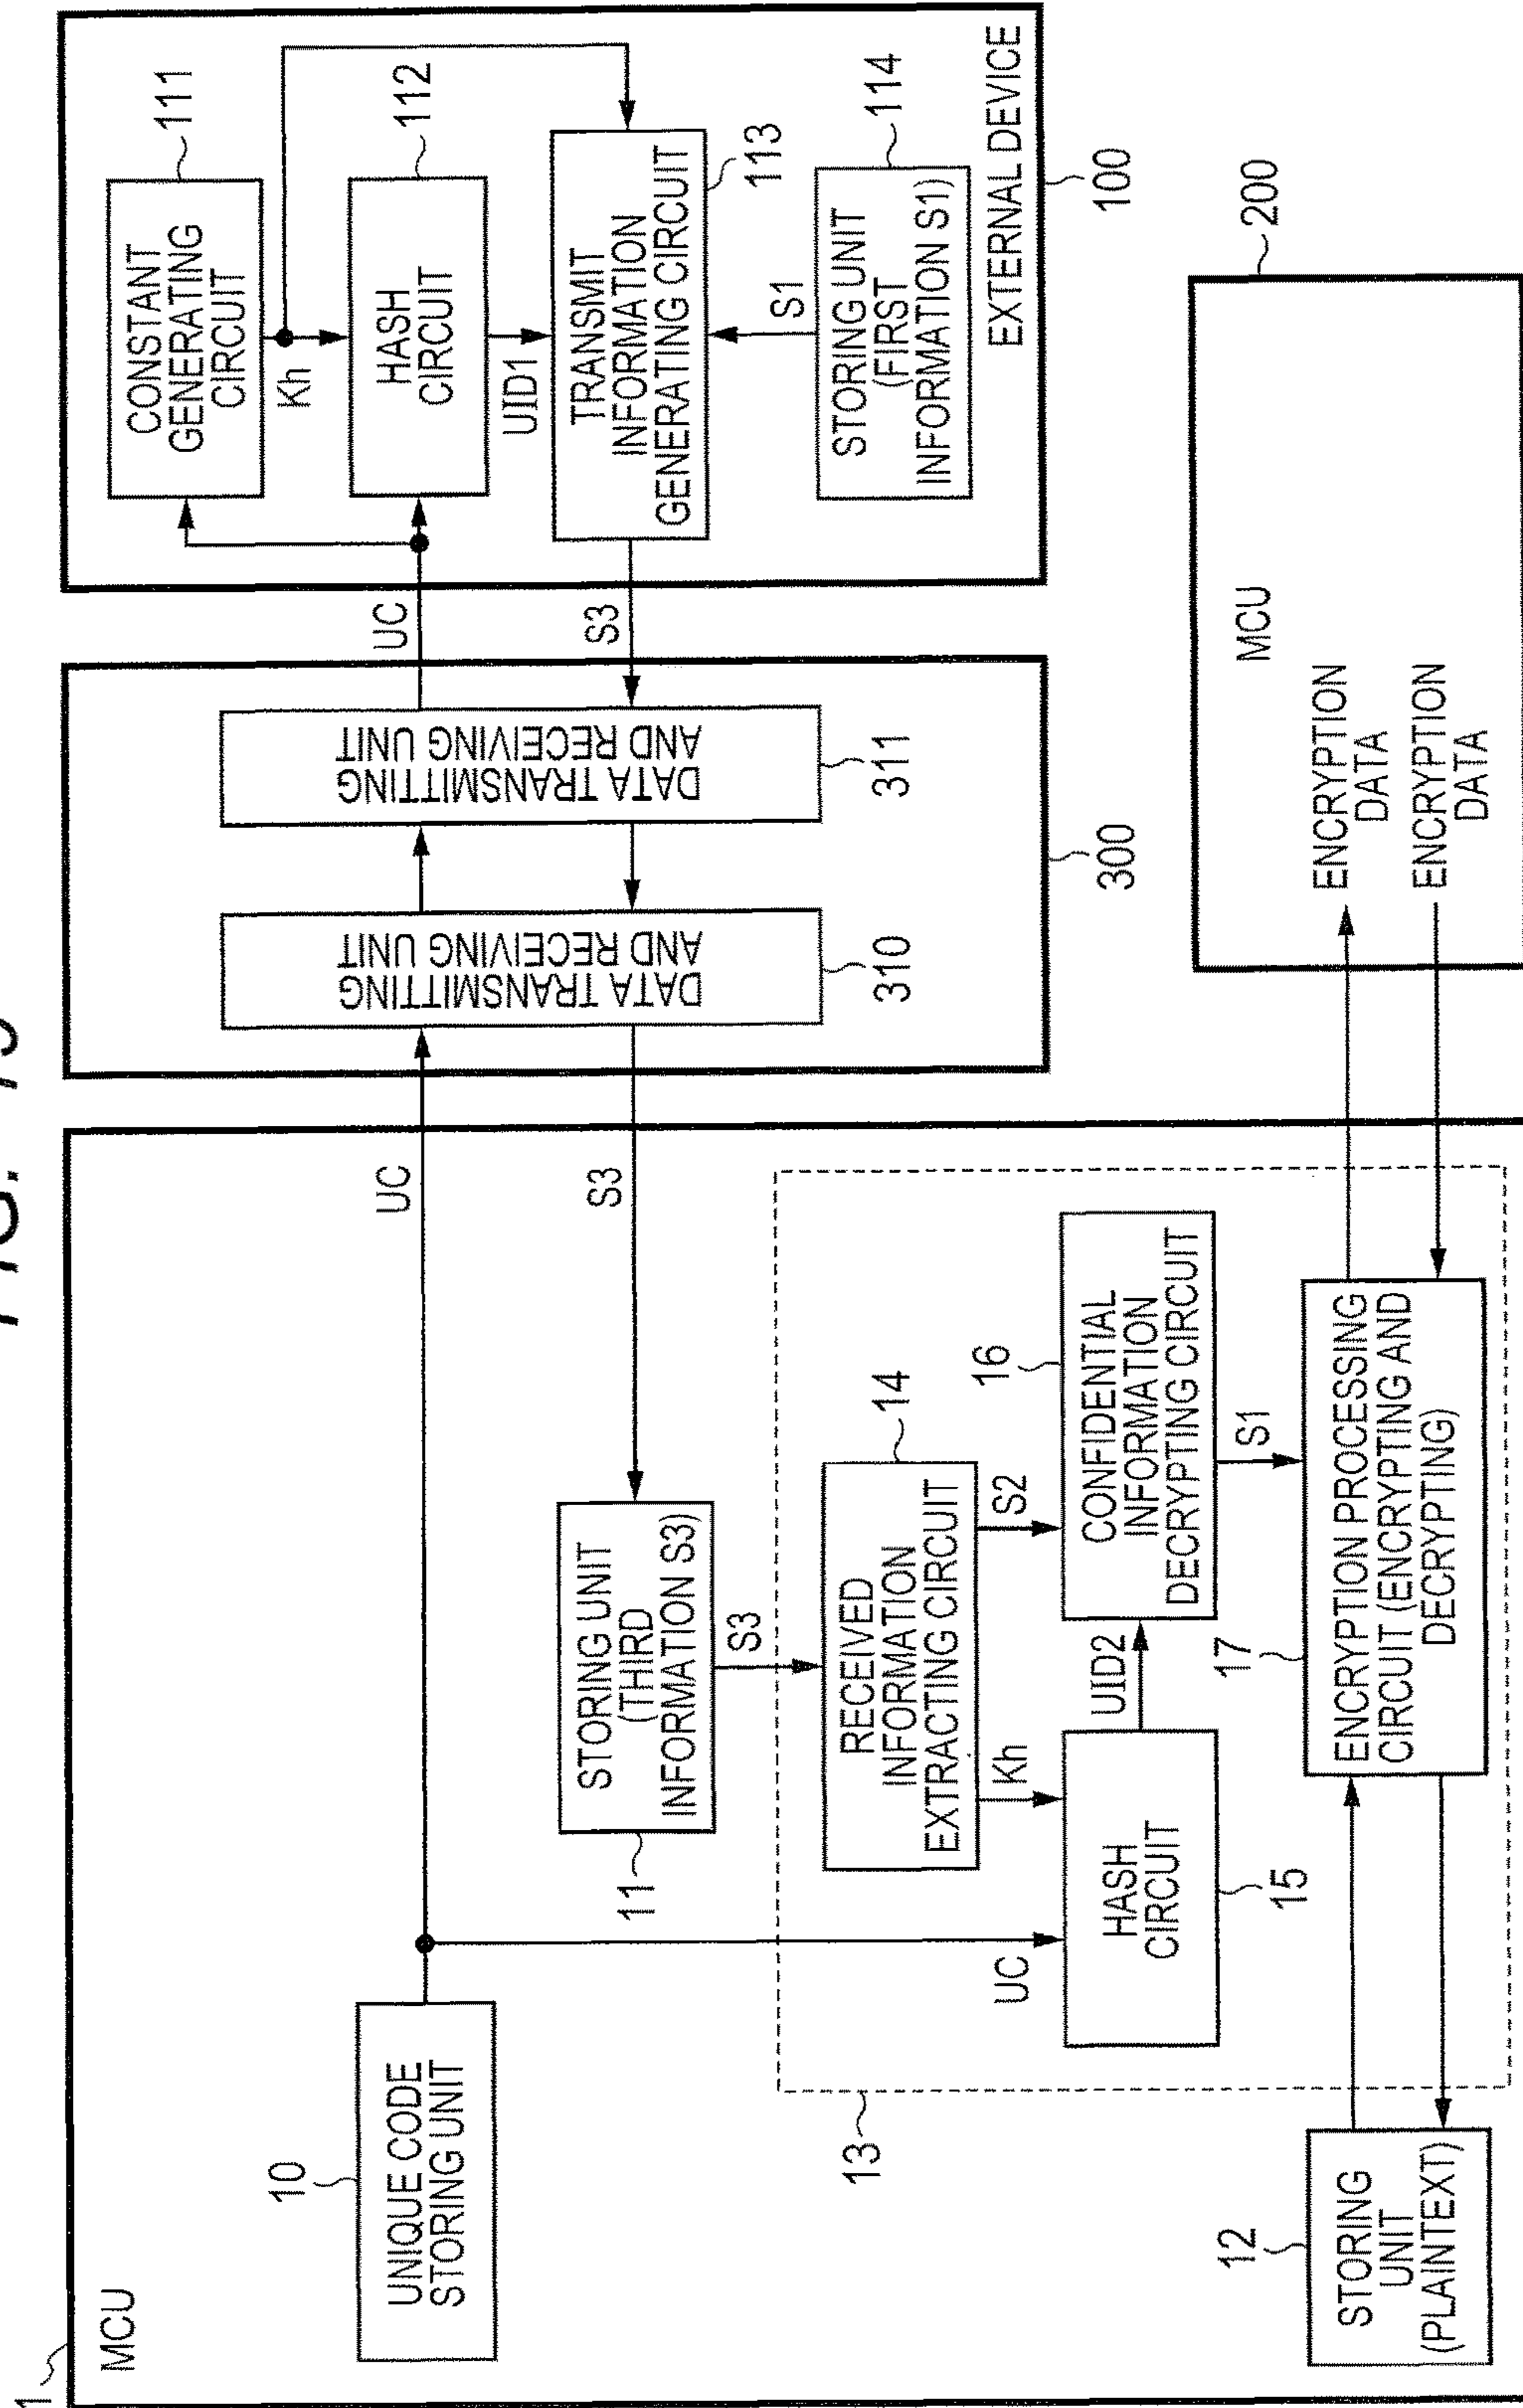 1
MCU
10
UNIQUE CODE
STORING UNIT
UC
S3
11
STORING UNIT
(THIRD
INFORMATION S3)
S3
13
14
RECEIVED
INFORMATION
EXTRACTING CIRCUIT
Kh
S2
UC
15
HASH
CIRCUIT
UID2
16
CONFIDENTIAL
INFORMATION
DECRYPTING CIRCUIT
S1
17
ENCRYPTION PROCESSING
CIRCUIT (ENCRYPTING AND
DECRYPTING)
12
STORING
UNIT
(PLAINTEXT)
300
310
DATA TRANSMITTING
AND RECEIVING UNIT
311
DATA TRANSMITTING
AND RECEIVING UNIT
UC
S3
100
EXTERNAL DEVICE
111
CONSTANT
GENERATING
CIRCUIT
Kh
112
HASH
CIRCUIT
UID1
113
TRANSMIT
INFORMATION
GENERATING CIRCUIT
S1
114
STORING UNIT
(FIRST
INFORMATION S1)
200
MCU
ENCRYPTION
DATA
ENCRYPTION
DATA